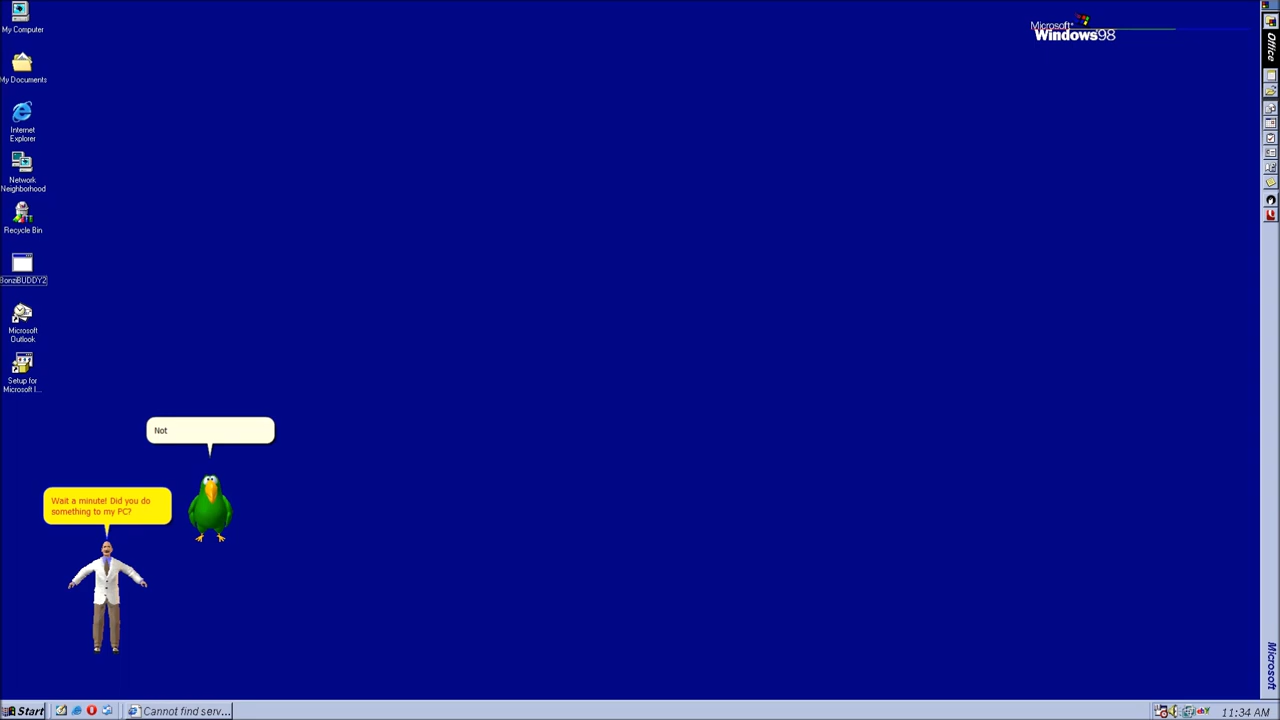 My Computer
My Documents
Internet
Explorer
Network
Neighborhood
Recycle Bin
BonziBUDDY2
Microsoft
Outlook
Setup for
Microsoft I...
Microsoft
Windows98
Office
Not
Wait a minute! Did you do
something to my PC?
Microsoft
Start
Cannot find serv...
11:34 AM